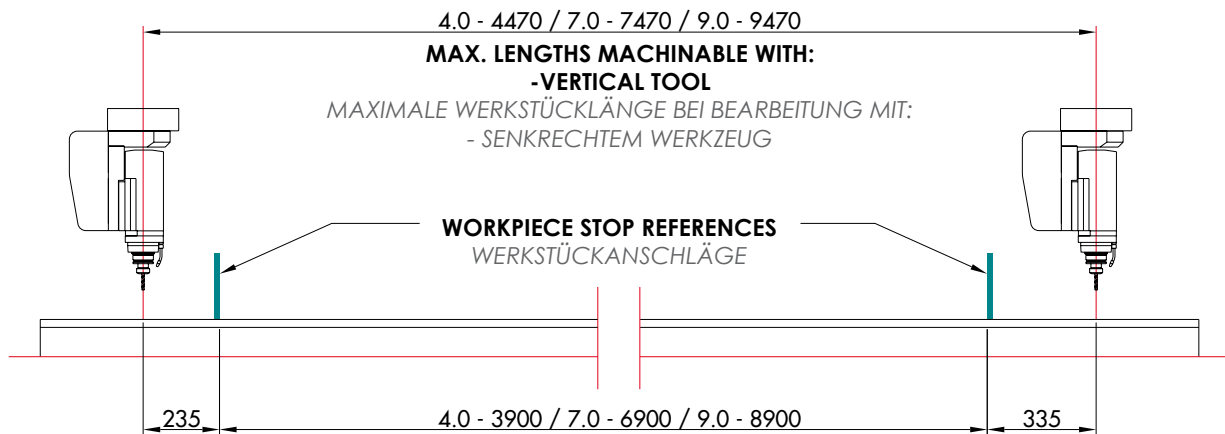 4.0 - 4470 / 7.0 - 7470 / 9.0 - 9470
MAX. LENGTHS MACHINABLE WITH:
-VERTICAL TOOL
MAXIMALE WERKSTÜCKLÄNGE BEI BEARBEITUNG MIT:
- SENKRECHTEM WERKZEUG
WORKPIECE STOP REFERENCES
WERKSTÜCKANSCHLÄGE
235
4.0 - 3900 / 7.0 - 6900 / 9.0 - 8900
335